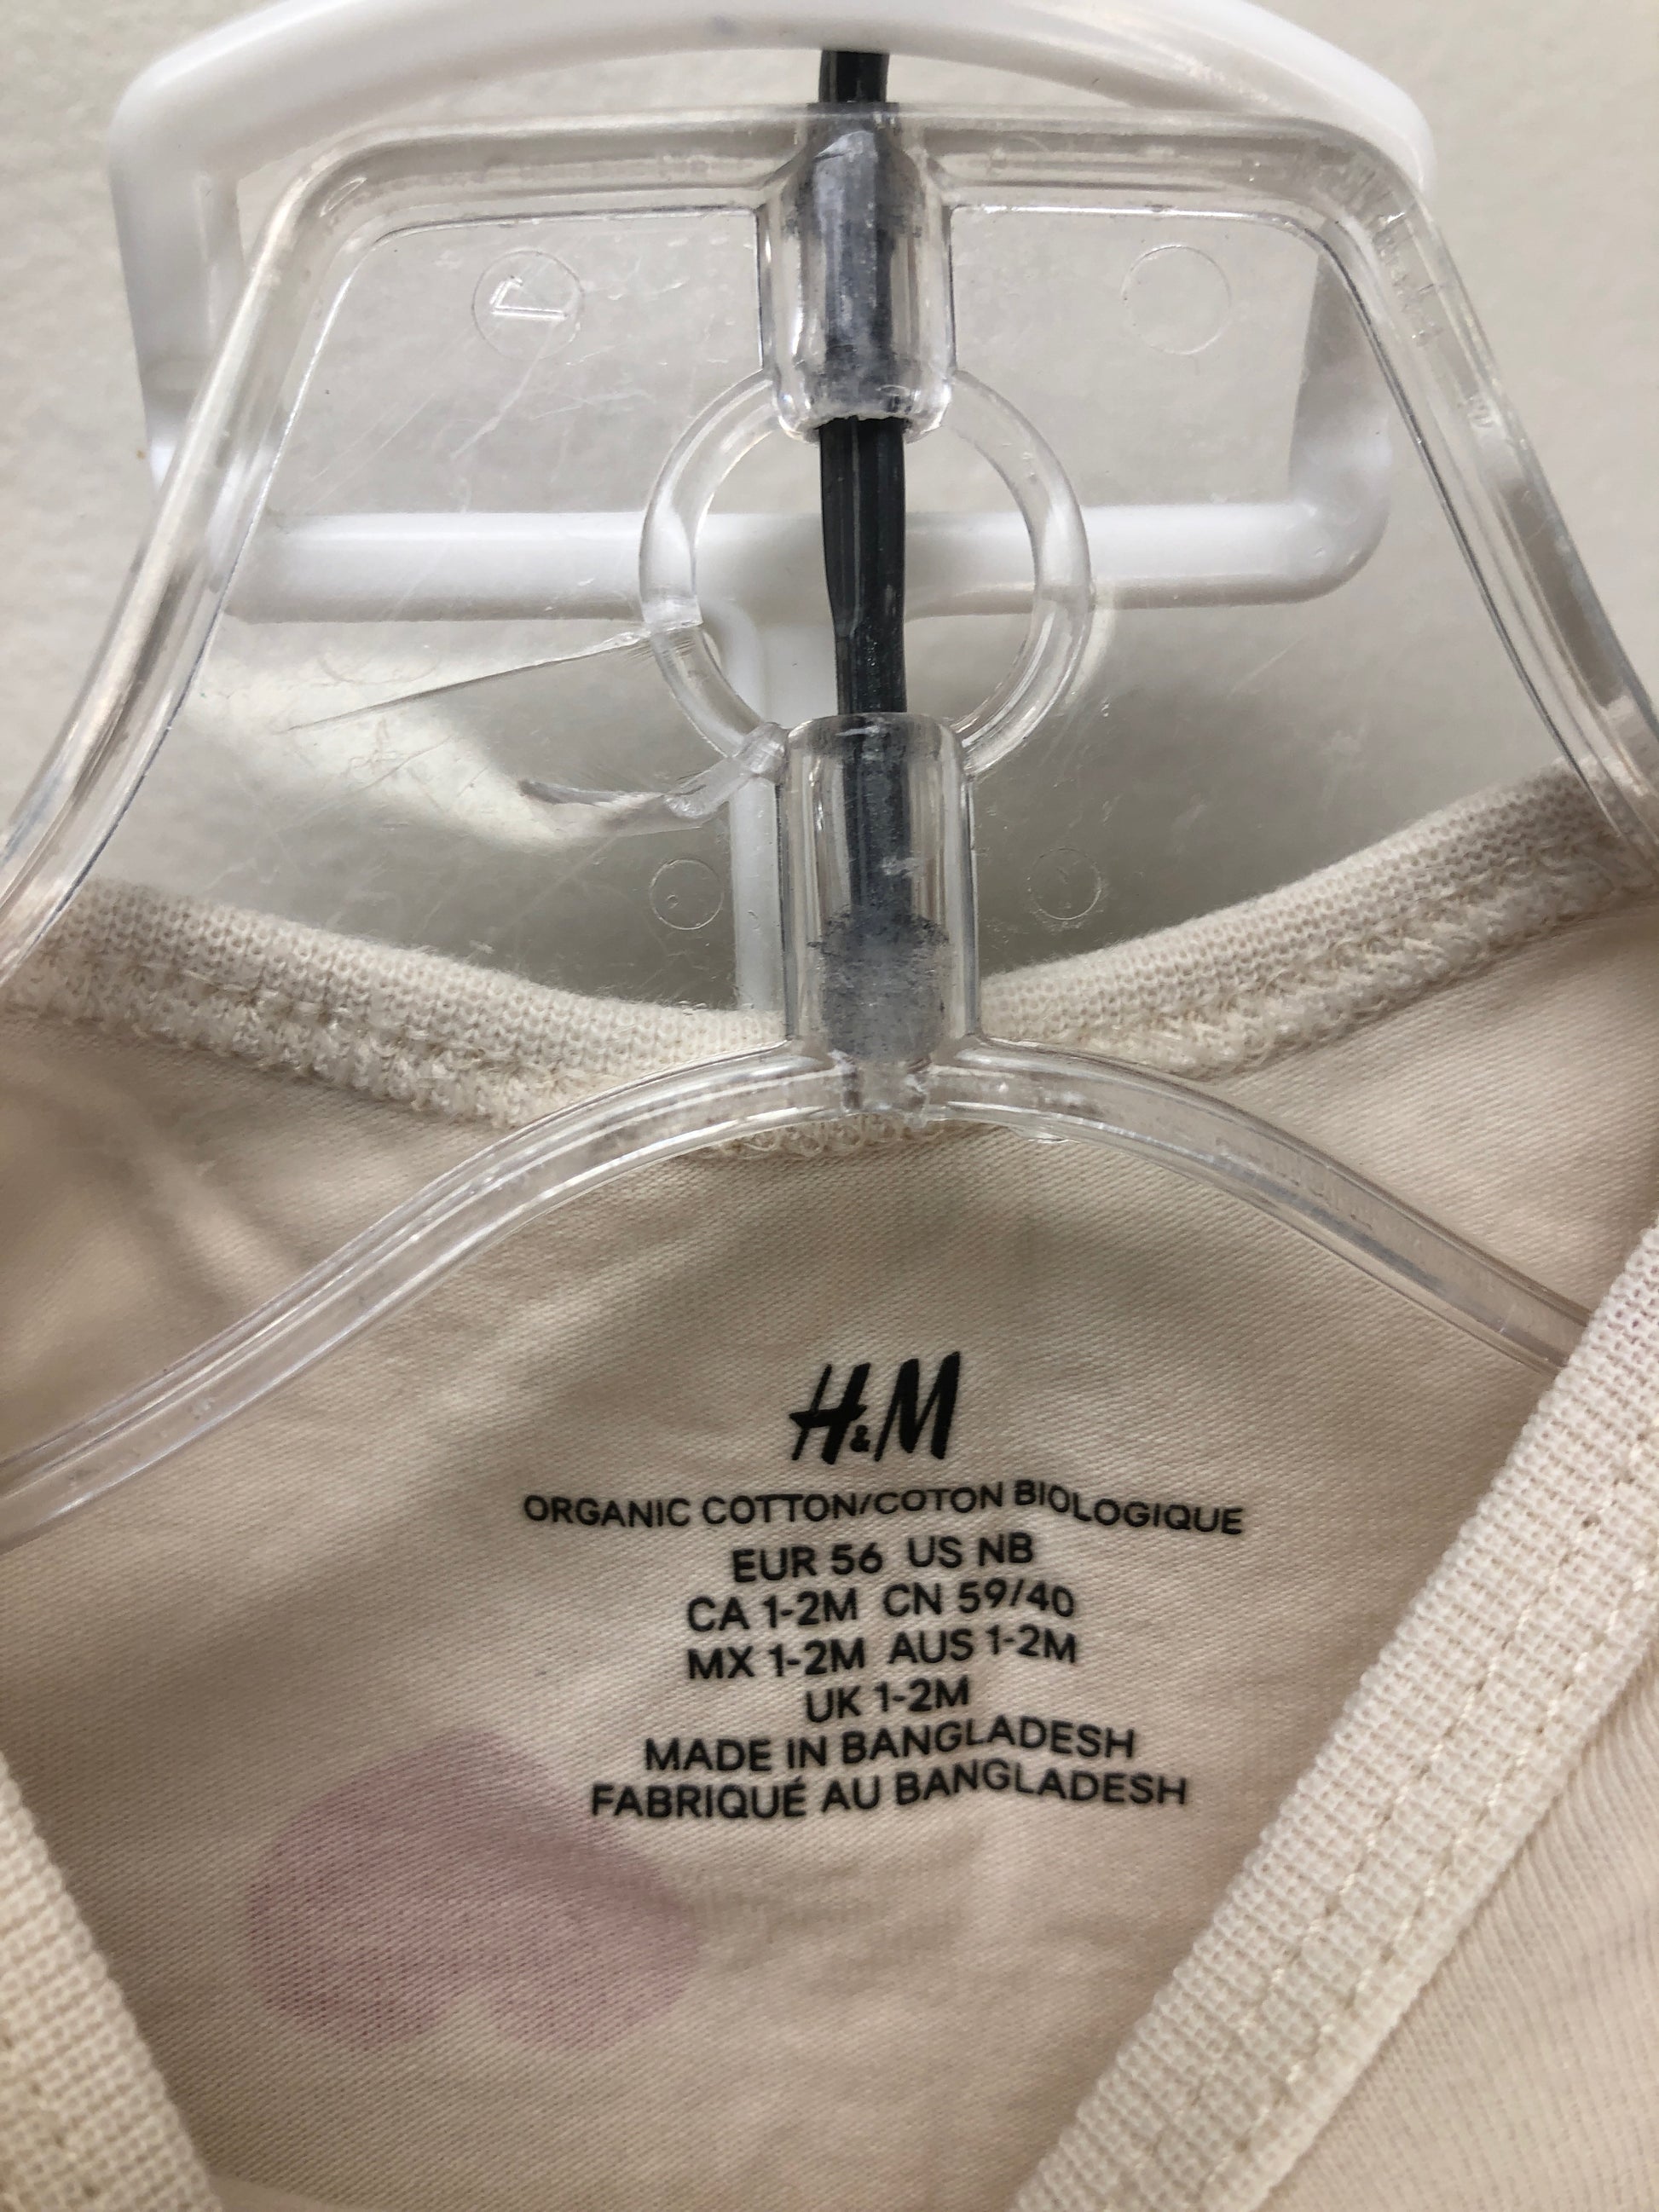 H&M
ORGANIC COTTON/COTON BIOLOGIQUE
EUR 56 US NB
CA 1-2M CN 59/40
MX 1-2M AUS 1-2M
UK 1-2M
MADE IN BANGLADESH
FABRIQUÉ AU BANGLADESH